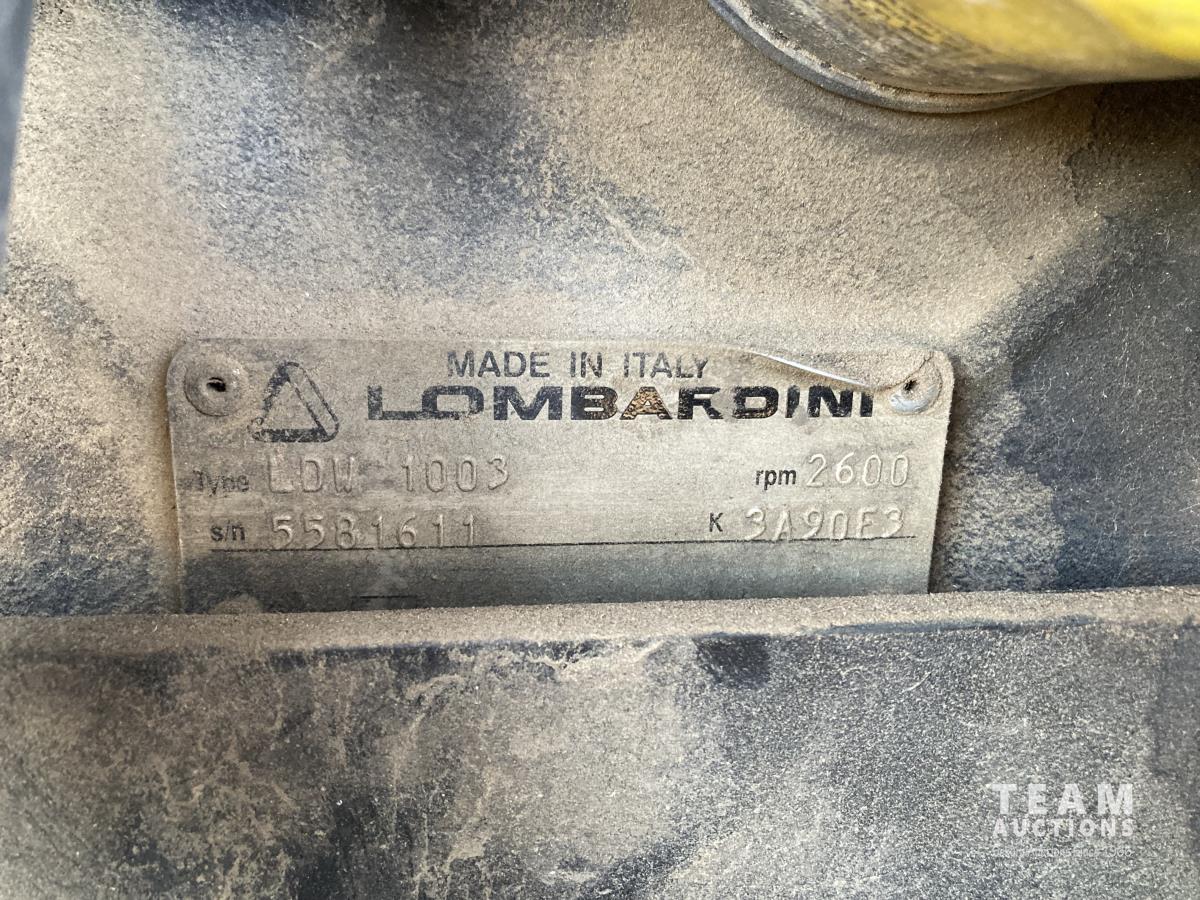 MADE IN ITALY
LOMBARDINI
Type LDW 1003 rpm 2600
s/n 5581611 K 3A90E3
TEAM
AUCTIONS